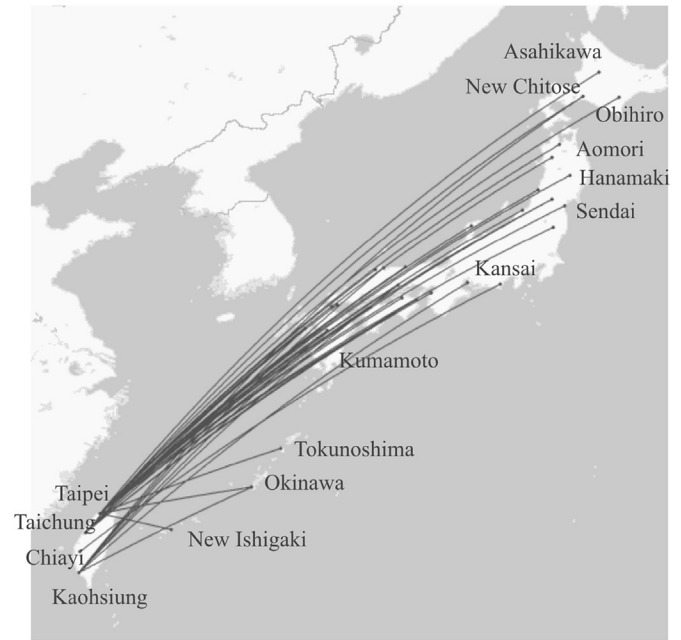 Asahikawa
New Chitose
Obihiro
Aomori
Hanamaki
Sendai
Kansai
Kumamoto
Tokunoshima
Okinawa
Taipei
Taichung
New Ishigaki
Chiayi
Kaohsiung